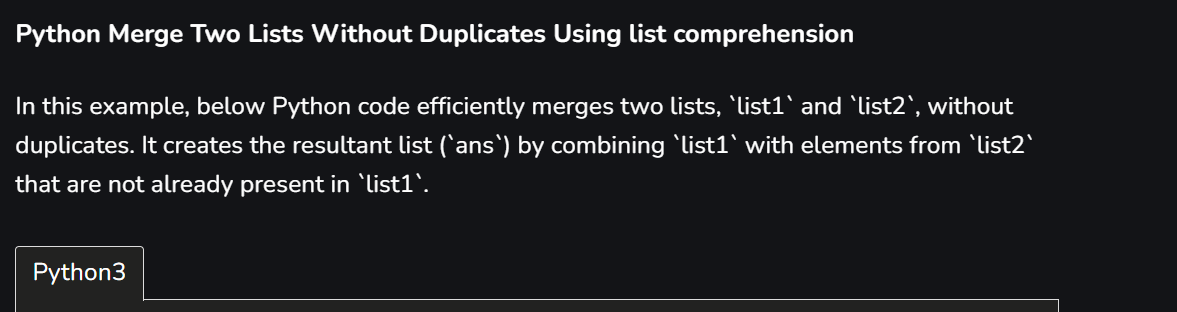 Python Merge Two Lists Without Duplicates Using list comprehension
In this example, below Python code efficiently merges two lists, `list1` and `list2`, without
duplicates. It creates the resultant list (`ans`) by combining `list1` with elements from `list2`
that are not already present in `list1`.
Python3